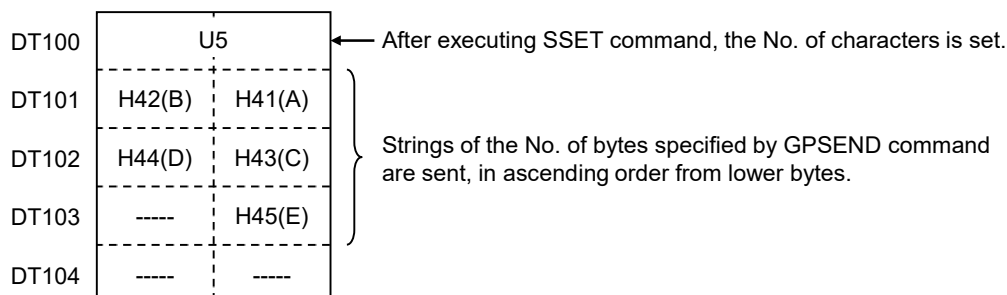 DT100 U5 After executing SSET command, the No. of characters is set.
DT101 H42(B) H41(A)
Strings of the No. of bytes specified by GPSEND command
DT102 H44(D) H43(C)
are sent, in ascending order from lower bytes.
DT103 ----- H45(E)
DT104 ----- -----